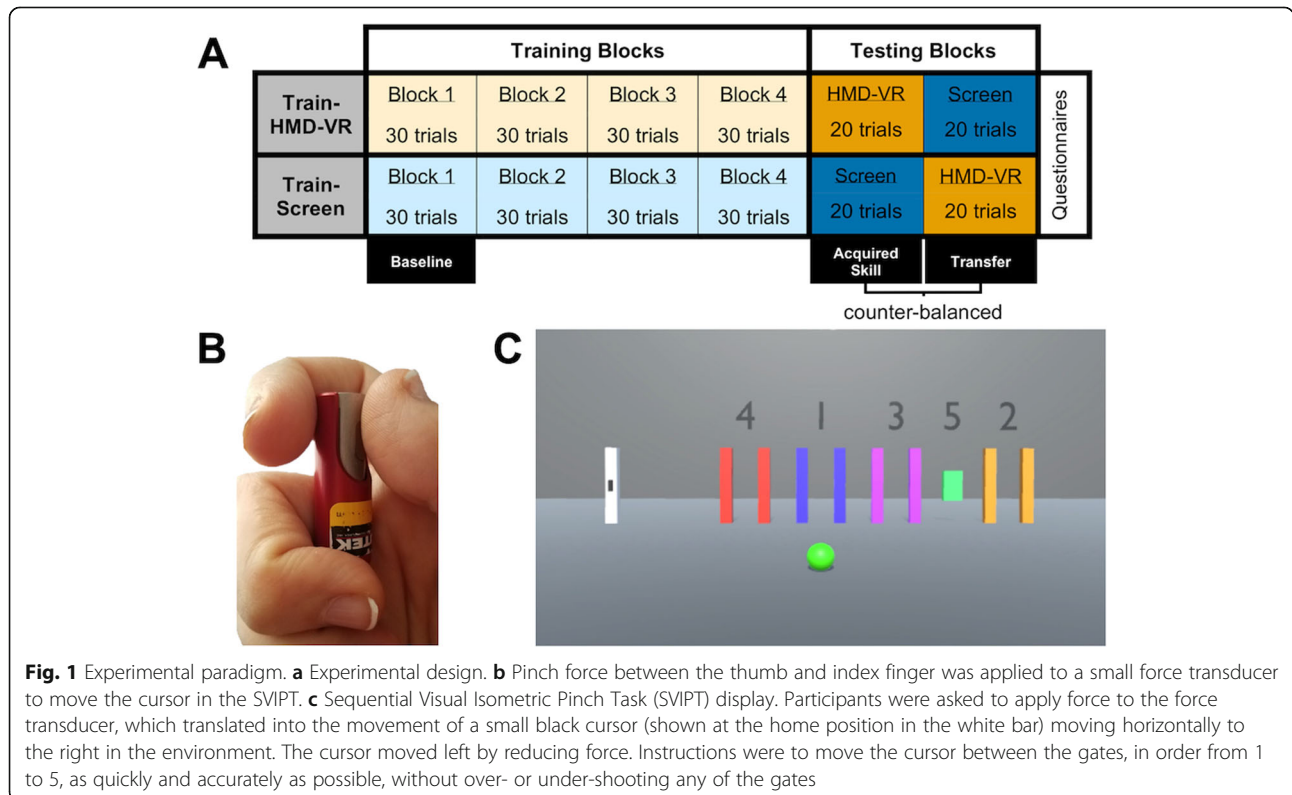 A
Training Blocks
Testing Blocks
Train-
HMD-VR
Block 1
30 trials
Block 2
30 trials
Block 3
30 trials
Block 4
30 trials
HMD-VR
20 trials
Screen
20 trials
Train-
Screen
Block 1
30 trials
Block 2
30 trials
Block 3
30 trials
Block 4
30 trials
Screen
20 trials
HMD-VR
20 trials
Questionnaires
Baseline
Acquired
Skill
Transfer
counter-balanced
B
C
4 1 3 5 2
Fig. 1 Experimental paradigm. a Experimental design. b Pinch force between the thumb and index finger was applied to a small force transducer
to move the cursor in the SVIPT. c Sequential Visual Isometric Pinch Task (SVIPT) display. Participants were asked to apply force to the force
transducer, which translated into the movement of a small black cursor (shown at the home position in the white bar) moving horizontally to
the right in the environment. The cursor moved left by reducing force. Instructions were to move the cursor between the gates, in order from 1
to 5, as quickly and accurately as possible, without over- or under-shooting any of the gates